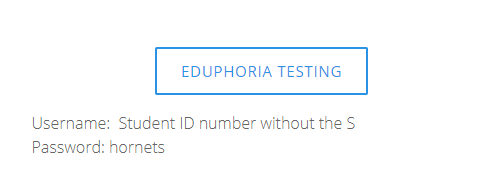 EDUPHORIA TESTING
Username:  Student ID number without the S
Password: hornets